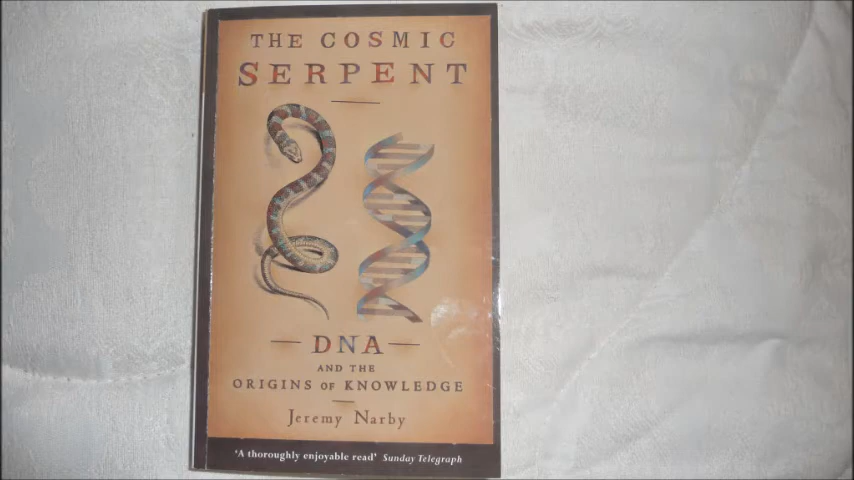 THE COSMIC
SERPENT
DNA
AND THE
ORIGINS OF KNOWLEDGE
Jeremy Narby
'A thoroughly enjoyable read' Sunday Telegraph